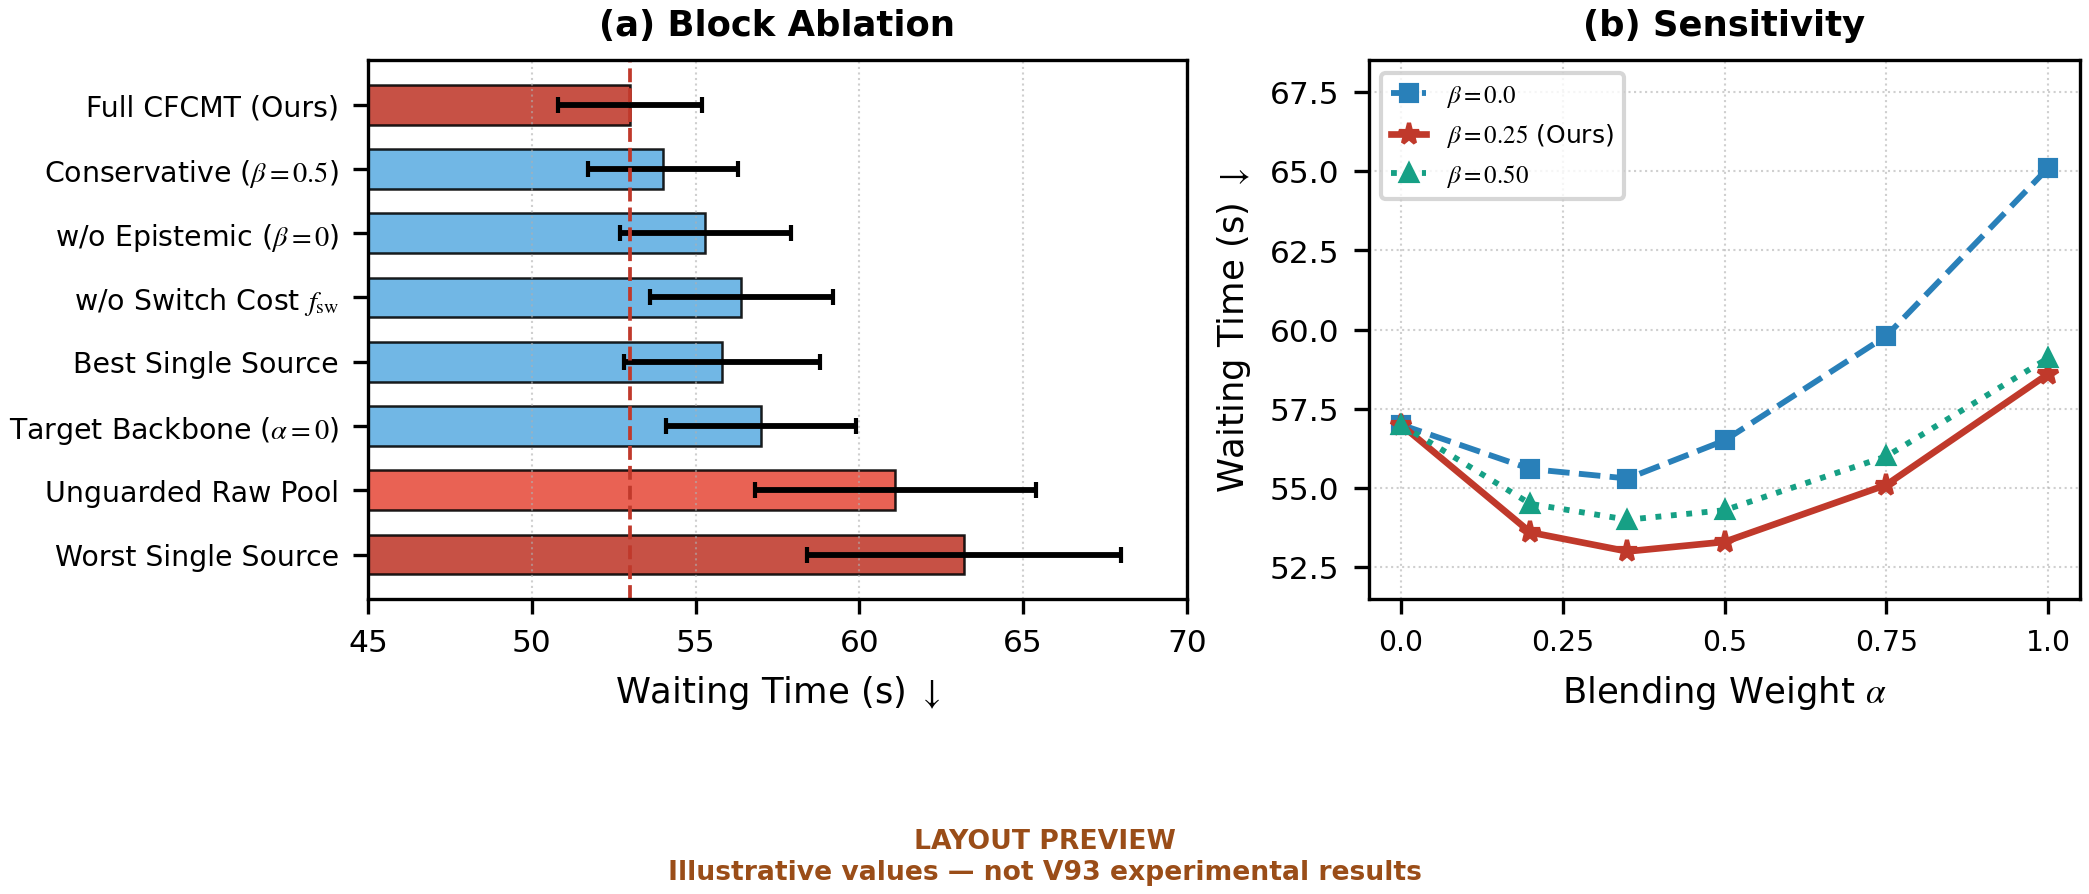 (a) Block Ablation
Full CFCMT (Ours)
Conservative (β = 0.5)
w/o Epistemic (β = 0)
w/o Switch Cost f_sw
Best Single Source
Target Backbone (α = 0)
Unguarded Raw Pool
Worst Single Source
45 50 55 60 65 70
Waiting Time (s) ↓
(b) Sensitivity
β = 0.0
β = 0.25 (Ours)
β = 0.50
Waiting Time (s) ↓
67.5
65.0
62.5
60.0
57.5
55.0
52.5
0.0 0.25 0.5 0.75 1.0
Blending Weight α
LAYOUT PREVIEW
Illustrative values — not V93 experimental results